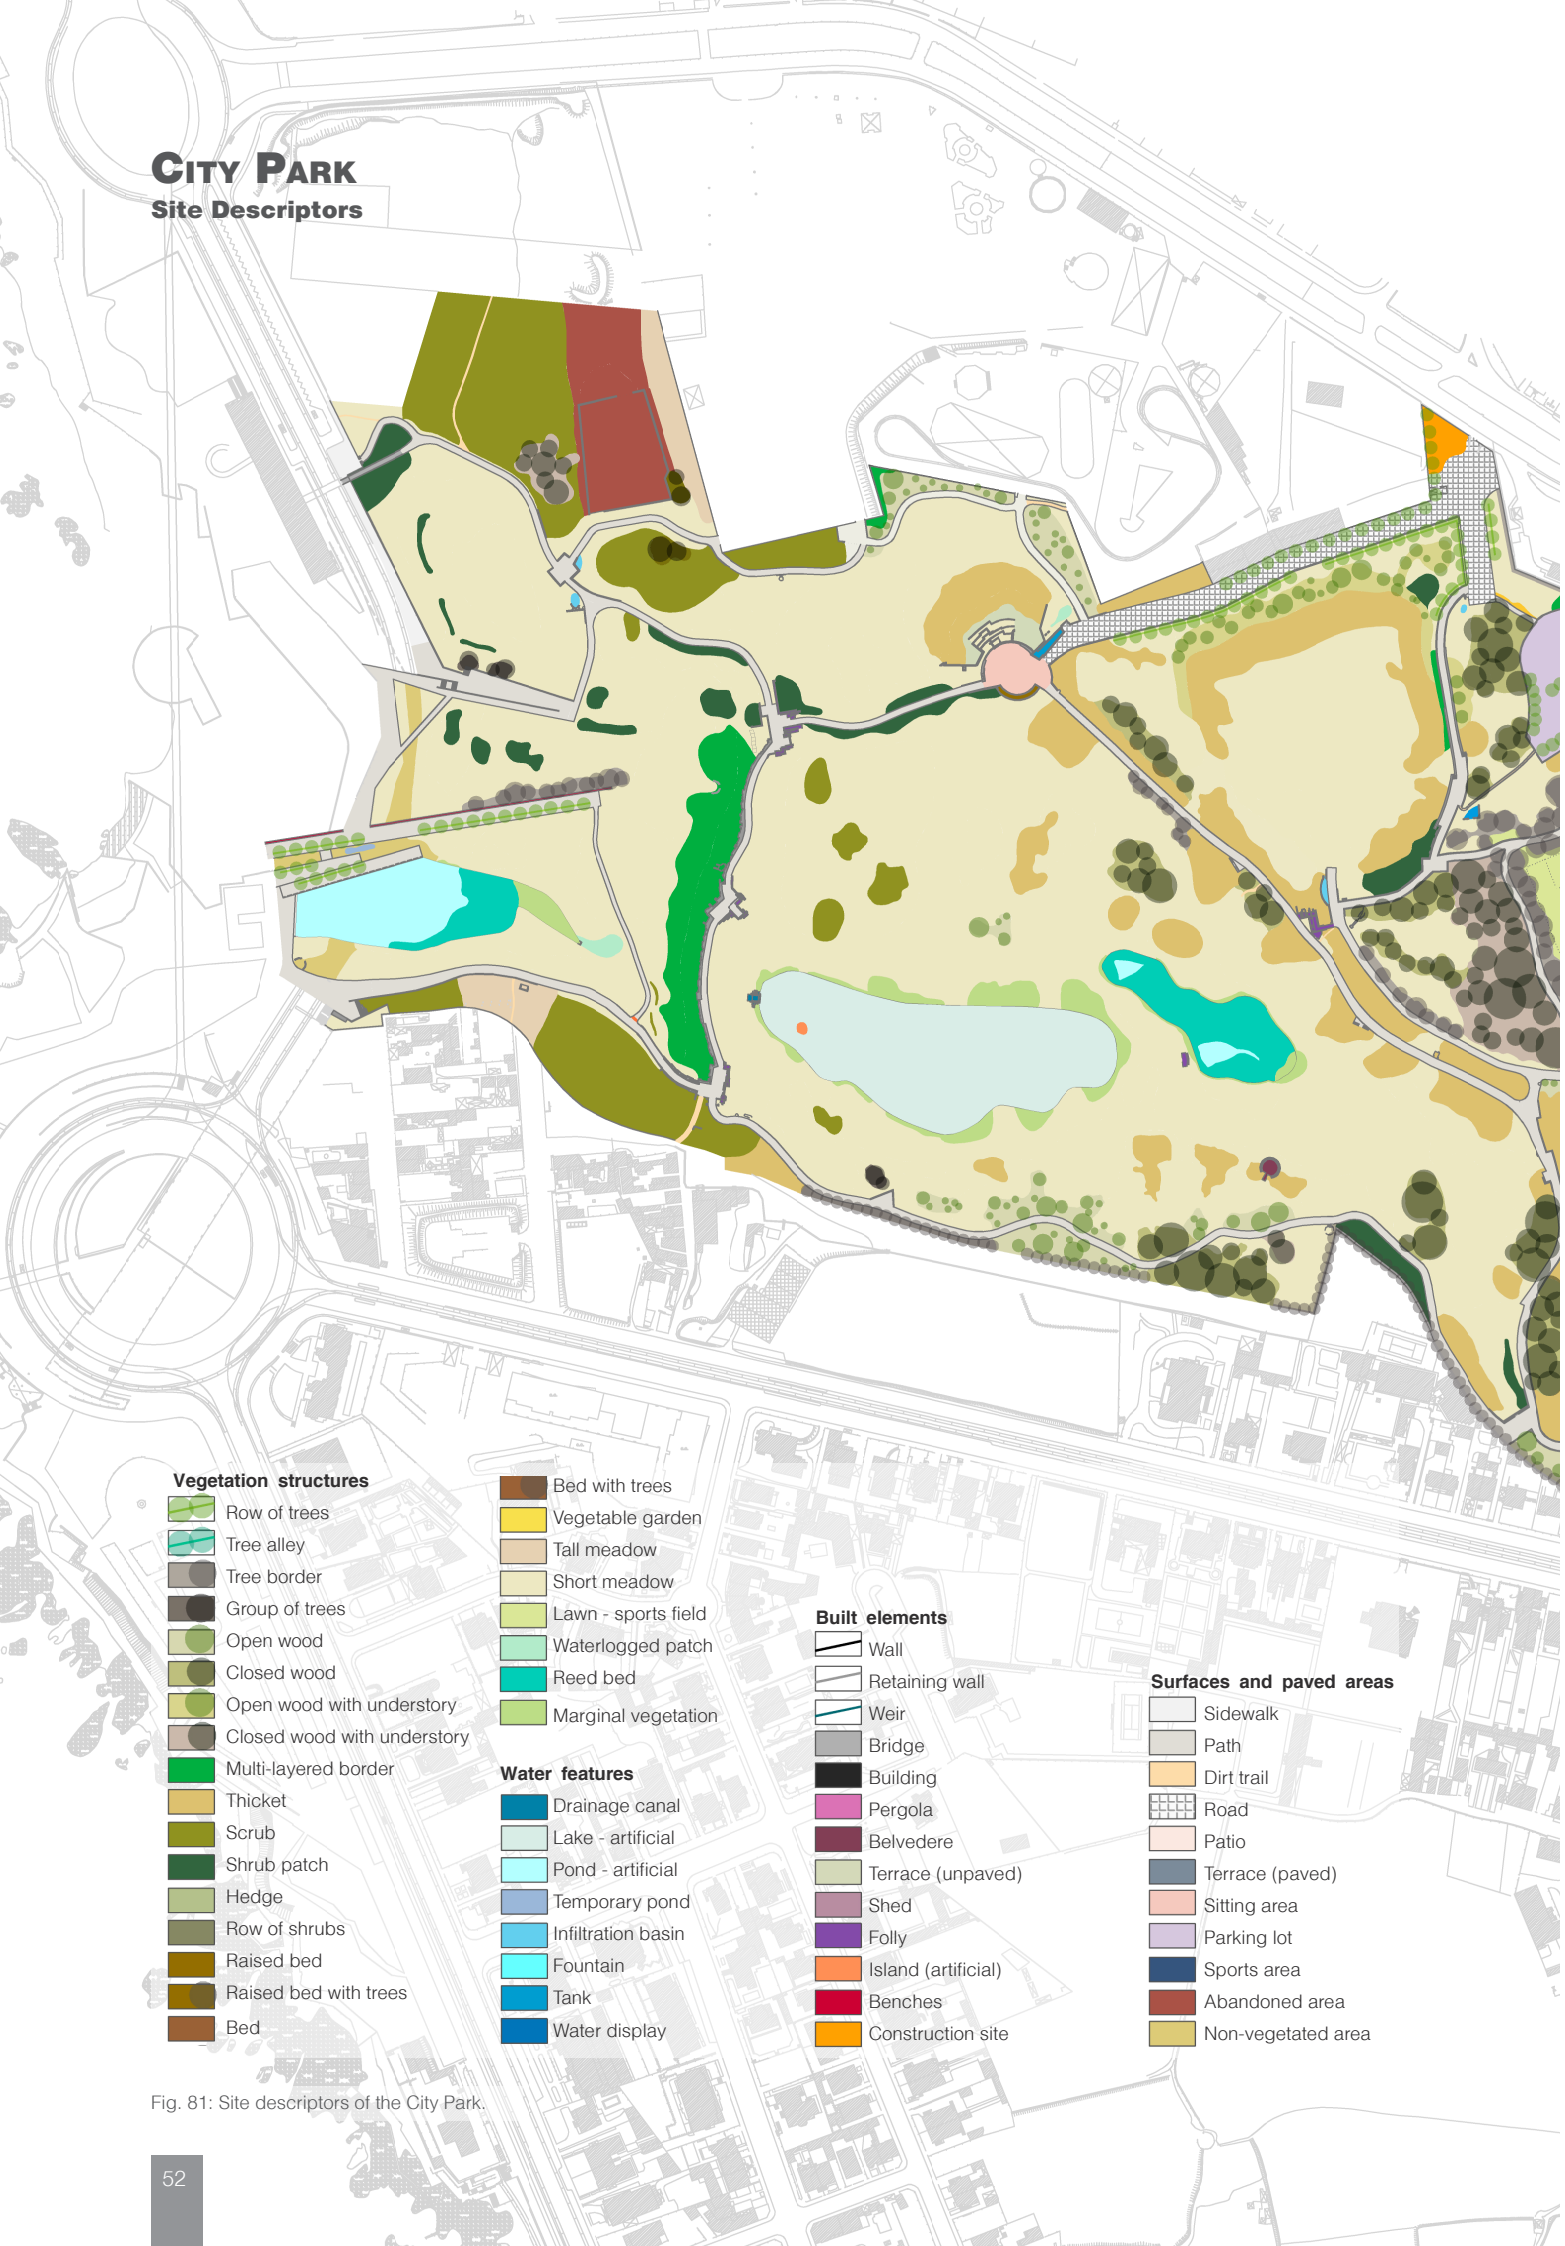 CITY PARK
Site Descriptors
Vegetation structures
Row of trees
Tree alley
Tree border
Group of trees
Open wood
Closed wood
Open wood with understory
Closed wood with understory
Multi-layered border
Thicket
Scrub
Shrub patch
Hedge
Row of shrubs
Raised bed
Raised bed with trees
Bed
Bed with trees
Vegetable garden
Tall meadow
Short meadow
Lawn - sports field
Waterlogged patch
Reed bed
Marginal vegetation
Water features
Drainage canal
Lake - artificial
Pond - artificial
Temporary pond
Infiltration basin
Fountain
Tank
Water display
Built elements
Wall
Retaining wall
Weir
Bridge
Building
Pergola
Belvedere
Terrace (unpaved)
Shed
Folly
Island (artificial)
Benches
Construction site
Surfaces and paved areas
Sidewalk
Path
Dirt trail
Road
Patio
Terrace (paved)
Sitting area
Parking lot
Sports area
Abandoned area
Non-vegetated area
Fig. 81: Site descriptors of the City Park.
52